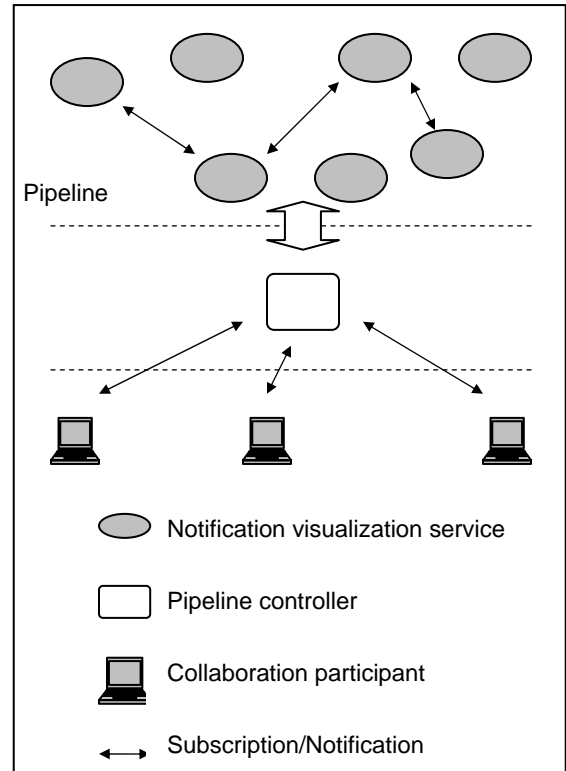 Pipeline
Notification visualization service
Pipeline controller
Collaboration participant
Subscription/Notification